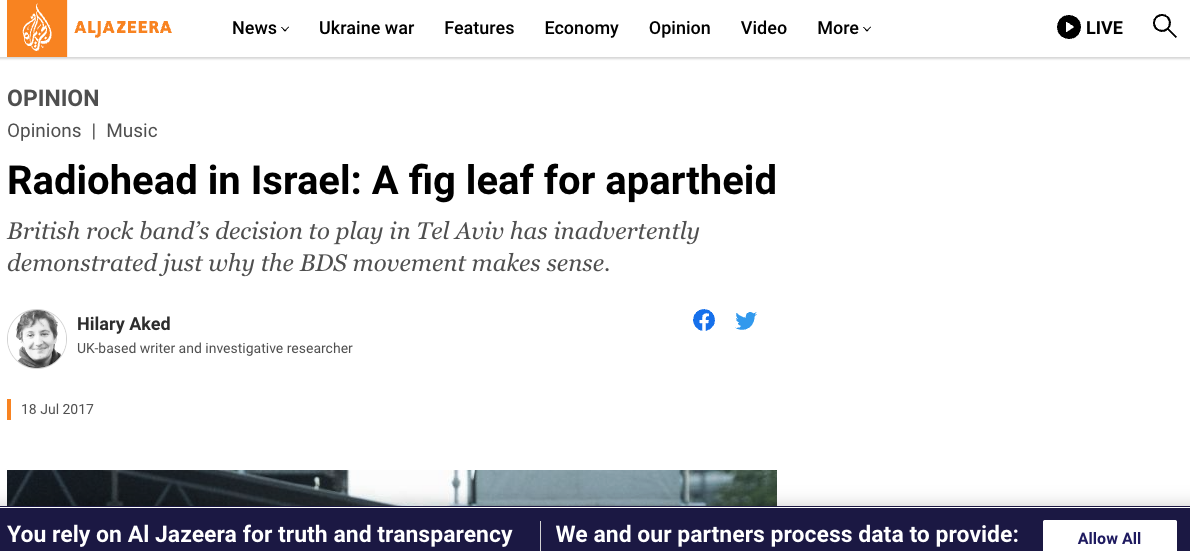 ALJAZEERA
News Ukraine war Features Economy Opinion Video More LIVE
OPINION
Opinions | Music
Radiohead in Israel: A fig leaf for apartheid
British rock band’s decision to play in Tel Aviv has inadvertently
demonstrated just why the BDS movement makes sense.
Hilary Aked
UK-based writer and investigative researcher
18 Jul 2017
You rely on Al Jazeera for truth and transparency
We and our partners process data to provide:
Allow All